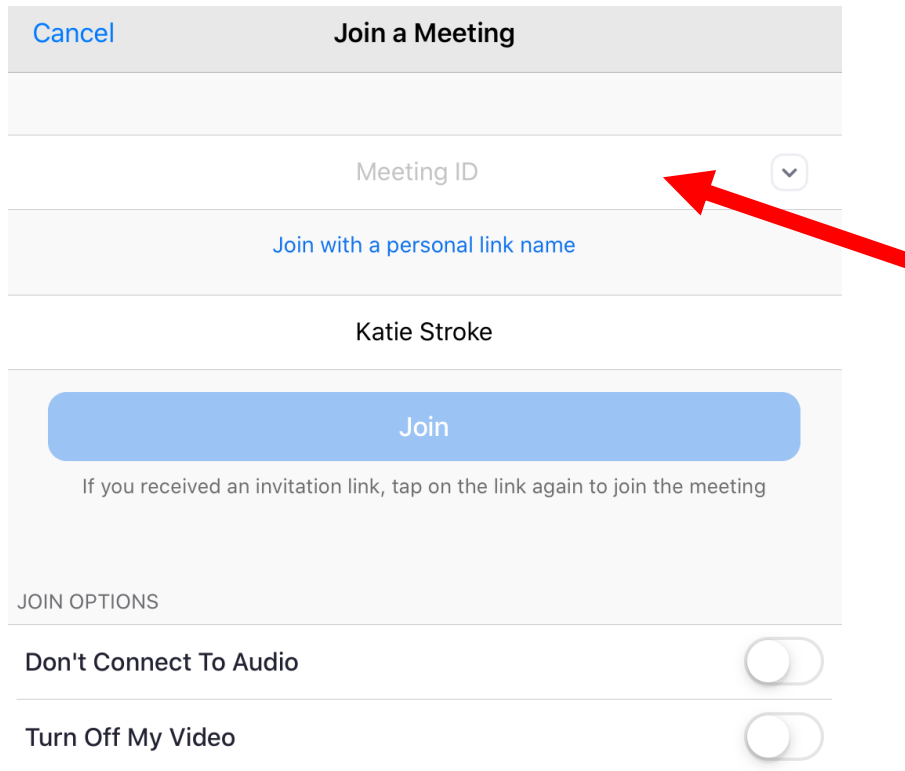 Cancel
Join a Meeting
Meeting ID
Join with a personal link name
Katie Stroke
Join
If you received an invitation link, tap on the link again to join the meeting
JOIN OPTIONS
Don't Connect To Audio
Turn Off My Video